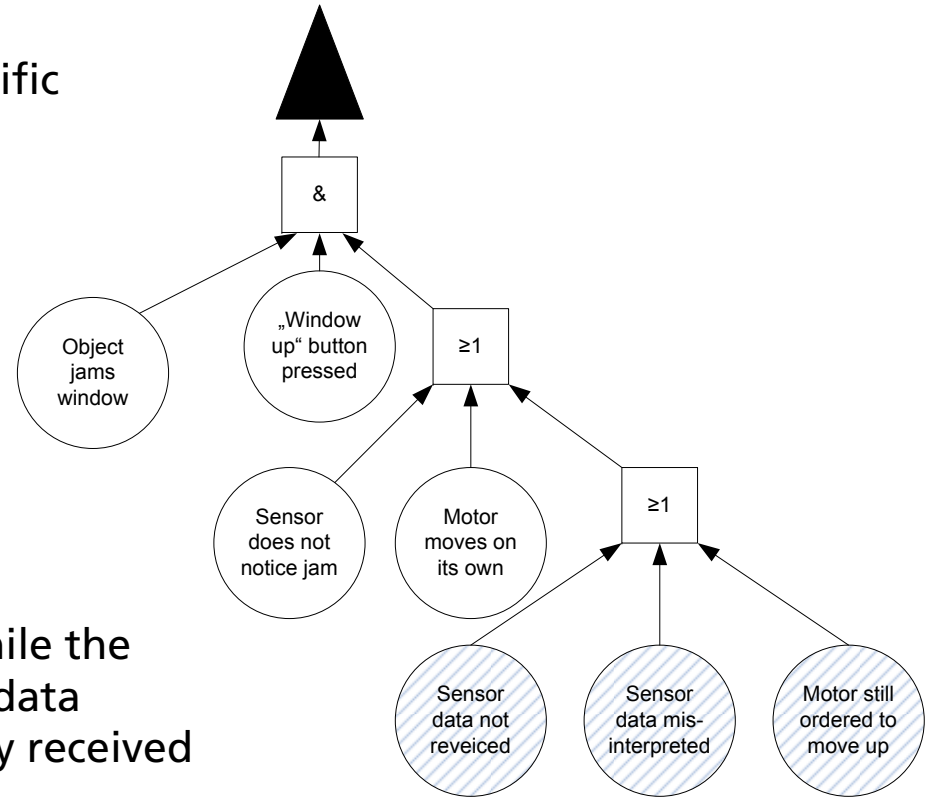 ific
&
Object
jams
window
„Window
up“ button
pressed
≥1
Sensor
does not
notice jam
Motor
moves on
its own
≥1
Sensor
data not
reveiced
Sensor
data mis-
interpreted
Motor still
ordered to
move up
ile the
data
y received